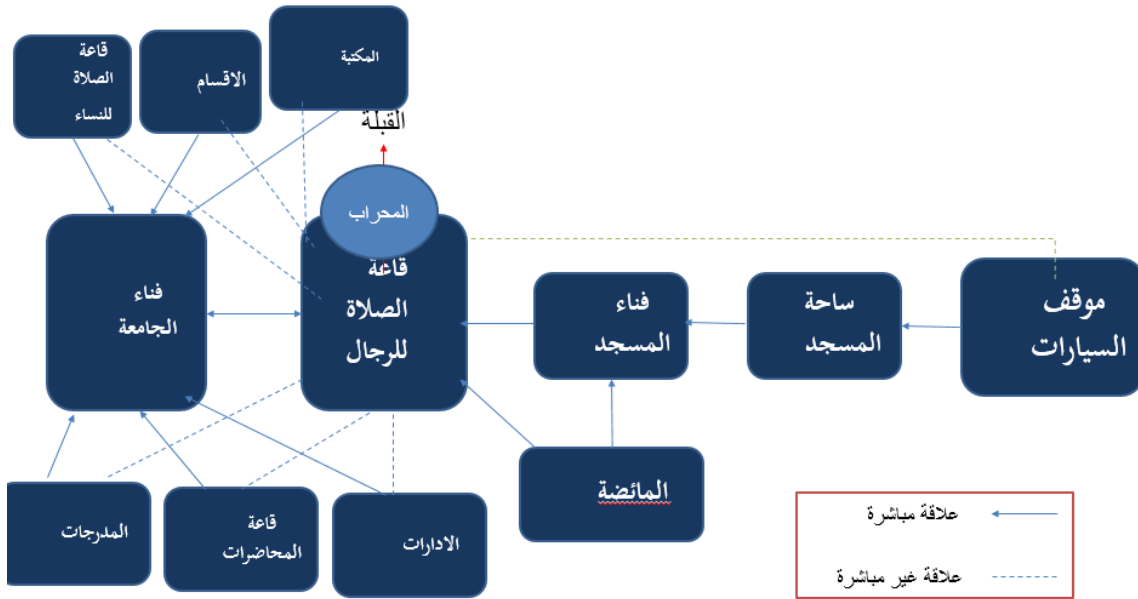 قاعة
الصلاة
للنساء
الاقسام
المكتبة
القبلة
المحراب
قاعة
الصلاة
للرجال
فناء
الجامعة
فناء
المسجد
ساحة
المسجد
موقف
السيارات
المائضة
المدرجات
قاعة
المحاضرات
الادارات
علاقة مباشرة
علاقة غير مباشرة